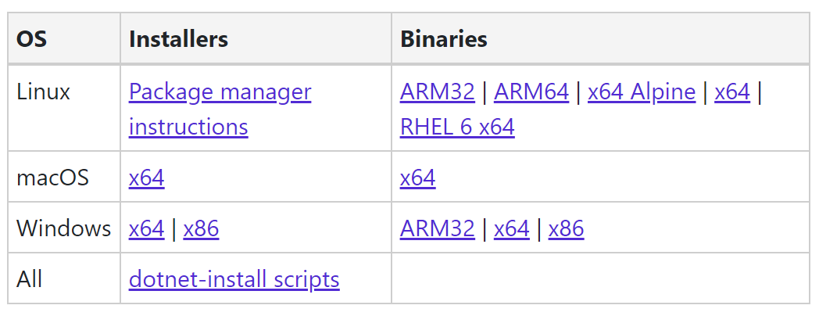 OS Installers Binaries
Linux Package manager ARM32 | ARM64 | x64 Alpine | x64 |
instructions RHEL 6 x64
macOS x64 x64
Windows x64 | x86 ARM32 | x64 | x86
All dotnet-install scripts